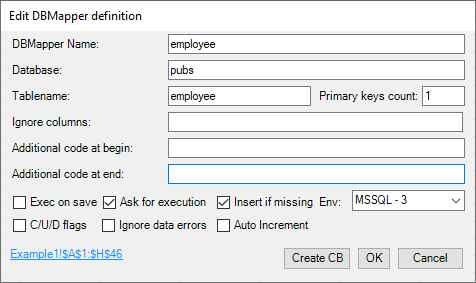 Edit DBMapper definition
DBMapper Name: employee
Database: pubs
Tablename: employee Primary keys count: 1
Ignore columns:
Additional code at begin:
Additional code at end:
Exec on save Ask for execution Insert if missing Env: MSSQL - 3
C/U/D flags Ignore data errors Auto Increment
Example1!$A$1:$H$46 Create CB OK Cancel